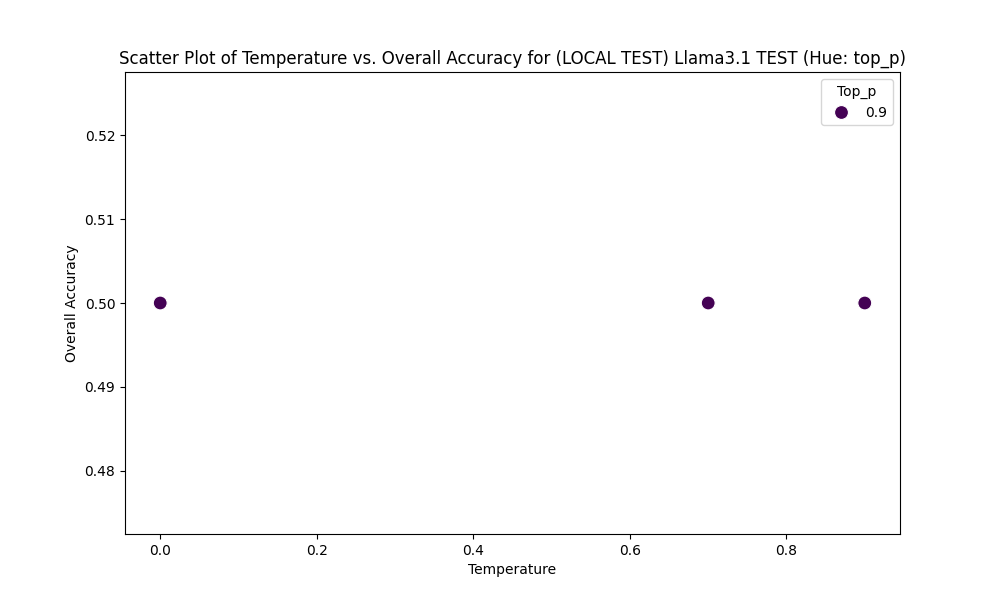 Scatter Plot of Temperature vs. Overall Accuracy for (LOCAL TEST) Llama3.1 TEST (Hue: top_p)
Top_p
0.9
0.52
0.51
0.50
0.49
0.48
Overall Accuracy
0.0 0.2 0.4 0.6 0.8
Temperature